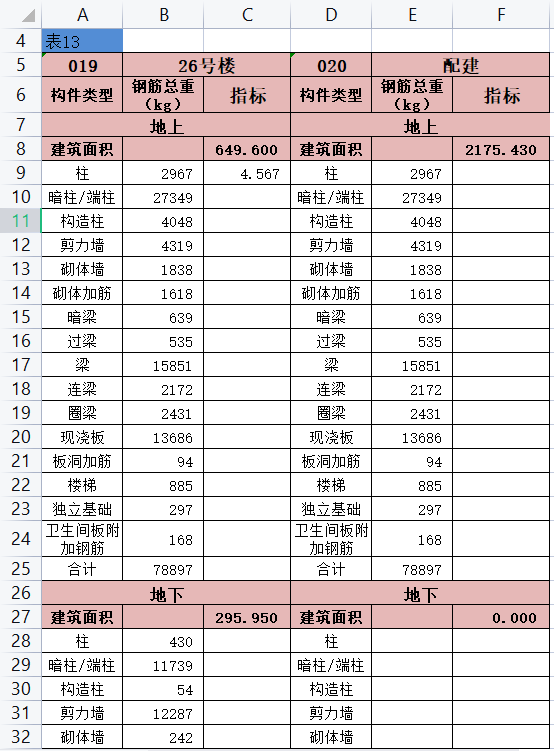 A B C D E F
4 表13
5 019 26号楼 020 配建
6 构件类型 钢筋总重（kg） 指标 构件类型 钢筋总重（kg） 指标
7 地上 地上
8 建筑面积 649.600 建筑面积 2175.430
9 柱 2967 4.567 柱 2967
10 暗柱/端柱 27349 暗柱/端柱 27349
11 构造柱 4048 构造柱 4048
12 剪力墙 4319 剪力墙 4319
13 砌体墙 1838 砌体墙 1838
14 砌体加筋 1618 砌体加筋 1618
15 暗梁 639 暗梁 639
16 过梁 535 过梁 535
17 梁 15851 梁 15851
18 连梁 2172 连梁 2172
19 圈梁 2431 圈梁 2431
20 现浇板 13686 现浇板 13686
21 板洞加筋 94 板洞加筋 94
22 楼梯 885 楼梯 885
23 独立基础 297 独立基础 297
24 卫生间板附加钢筋 168 卫生间板附加钢筋 168
25 合计 78897 合计 78897
26 地下 地下
27 建筑面积 295.950 建筑面积 0.000
28 柱 430 柱
29 暗柱/端柱 11739 暗柱/端柱
30 构造柱 54 构造柱
31 剪力墙 12287 剪力墙
32 砌体墙 242 砌体墙